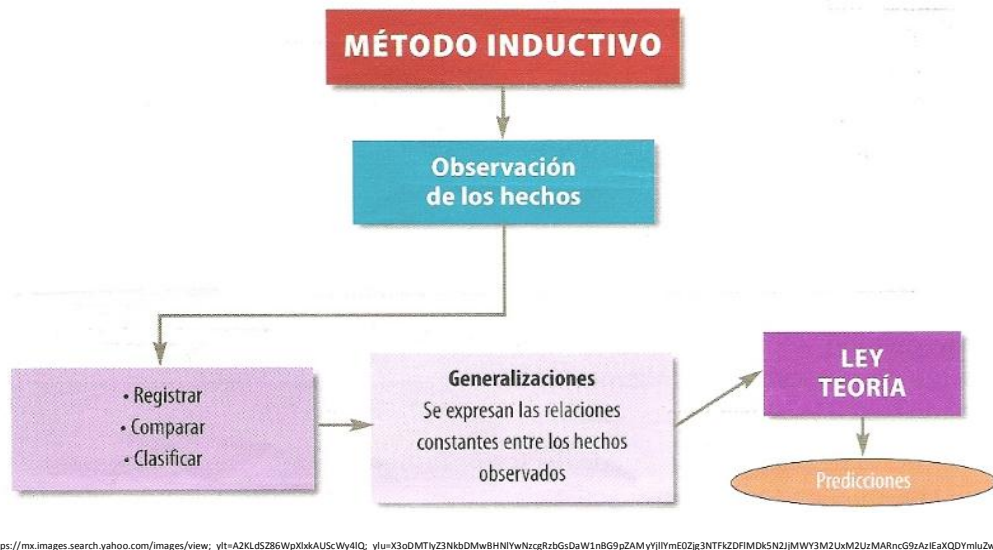 MÉTODO INDUCTIVO
Observación
de los hechos
• Registrar
• Comparar
• Clasificar
Generalizaciones
Se expresan las relaciones
constantes entre los hechos
observados
LEY
TEORÍA
Predicciones